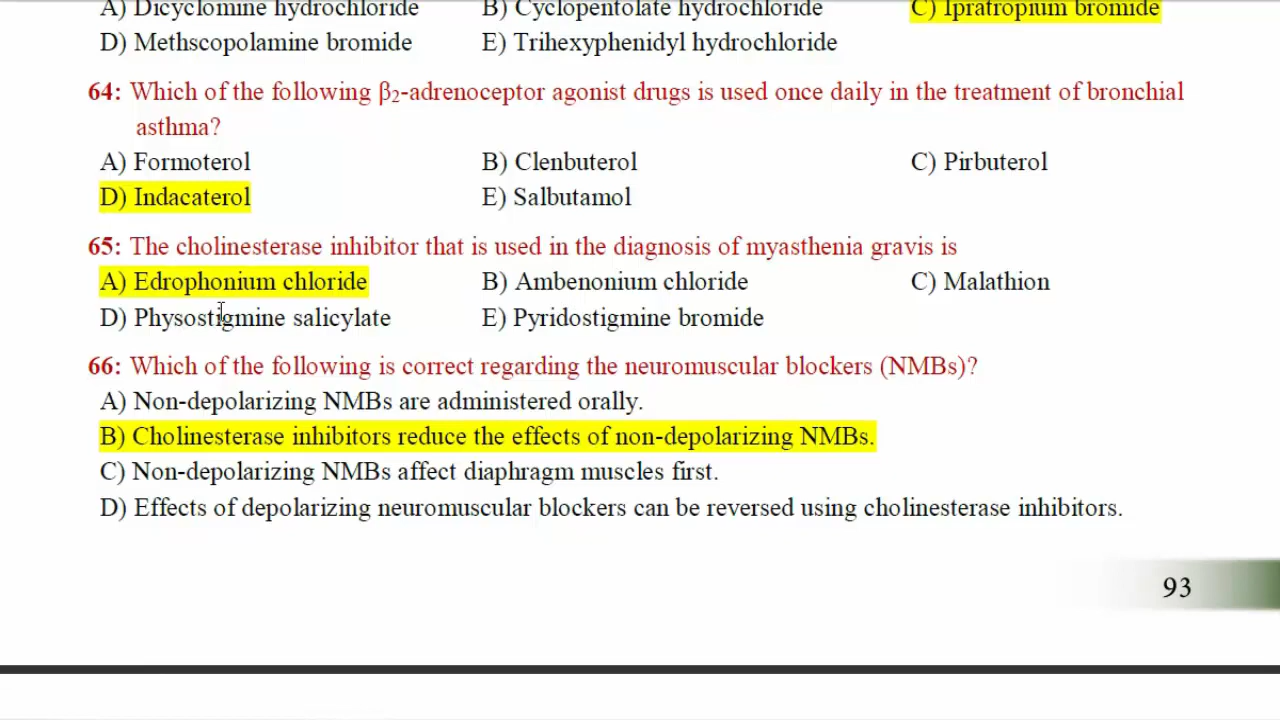 A) Dicyclomine hydrochloride B) Cyclopentolate hydrochloride C) Ipratropium bromide
D) Methscopolamine bromide E) Trihexyphenidyl hydrochloride
64: Which of the following β₂-adrenoceptor agonist drugs is used once daily in the treatment of bronchial
asthma?
A) Formoterol B) Clenbuterol C) Pirbuterol
D) Indacaterol E) Salbutamol
65: The cholinesterase inhibitor that is used in the diagnosis of myasthenia gravis is
A) Edrophonium chloride B) Ambenonium chloride C) Malathion
D) Physostigmine salicylate E) Pyridostigmine bromide
66: Which of the following is correct regarding the neuromuscular blockers (NMBs)?
A) Non-depolarizing NMBs are administered orally.
B) Cholinesterase inhibitors reduce the effects of non-depolarizing NMBs.
C) Non-depolarizing NMBs affect diaphragm muscles first.
D) Effects of depolarizing neuromuscular blockers can be reversed using cholinesterase inhibitors.
93